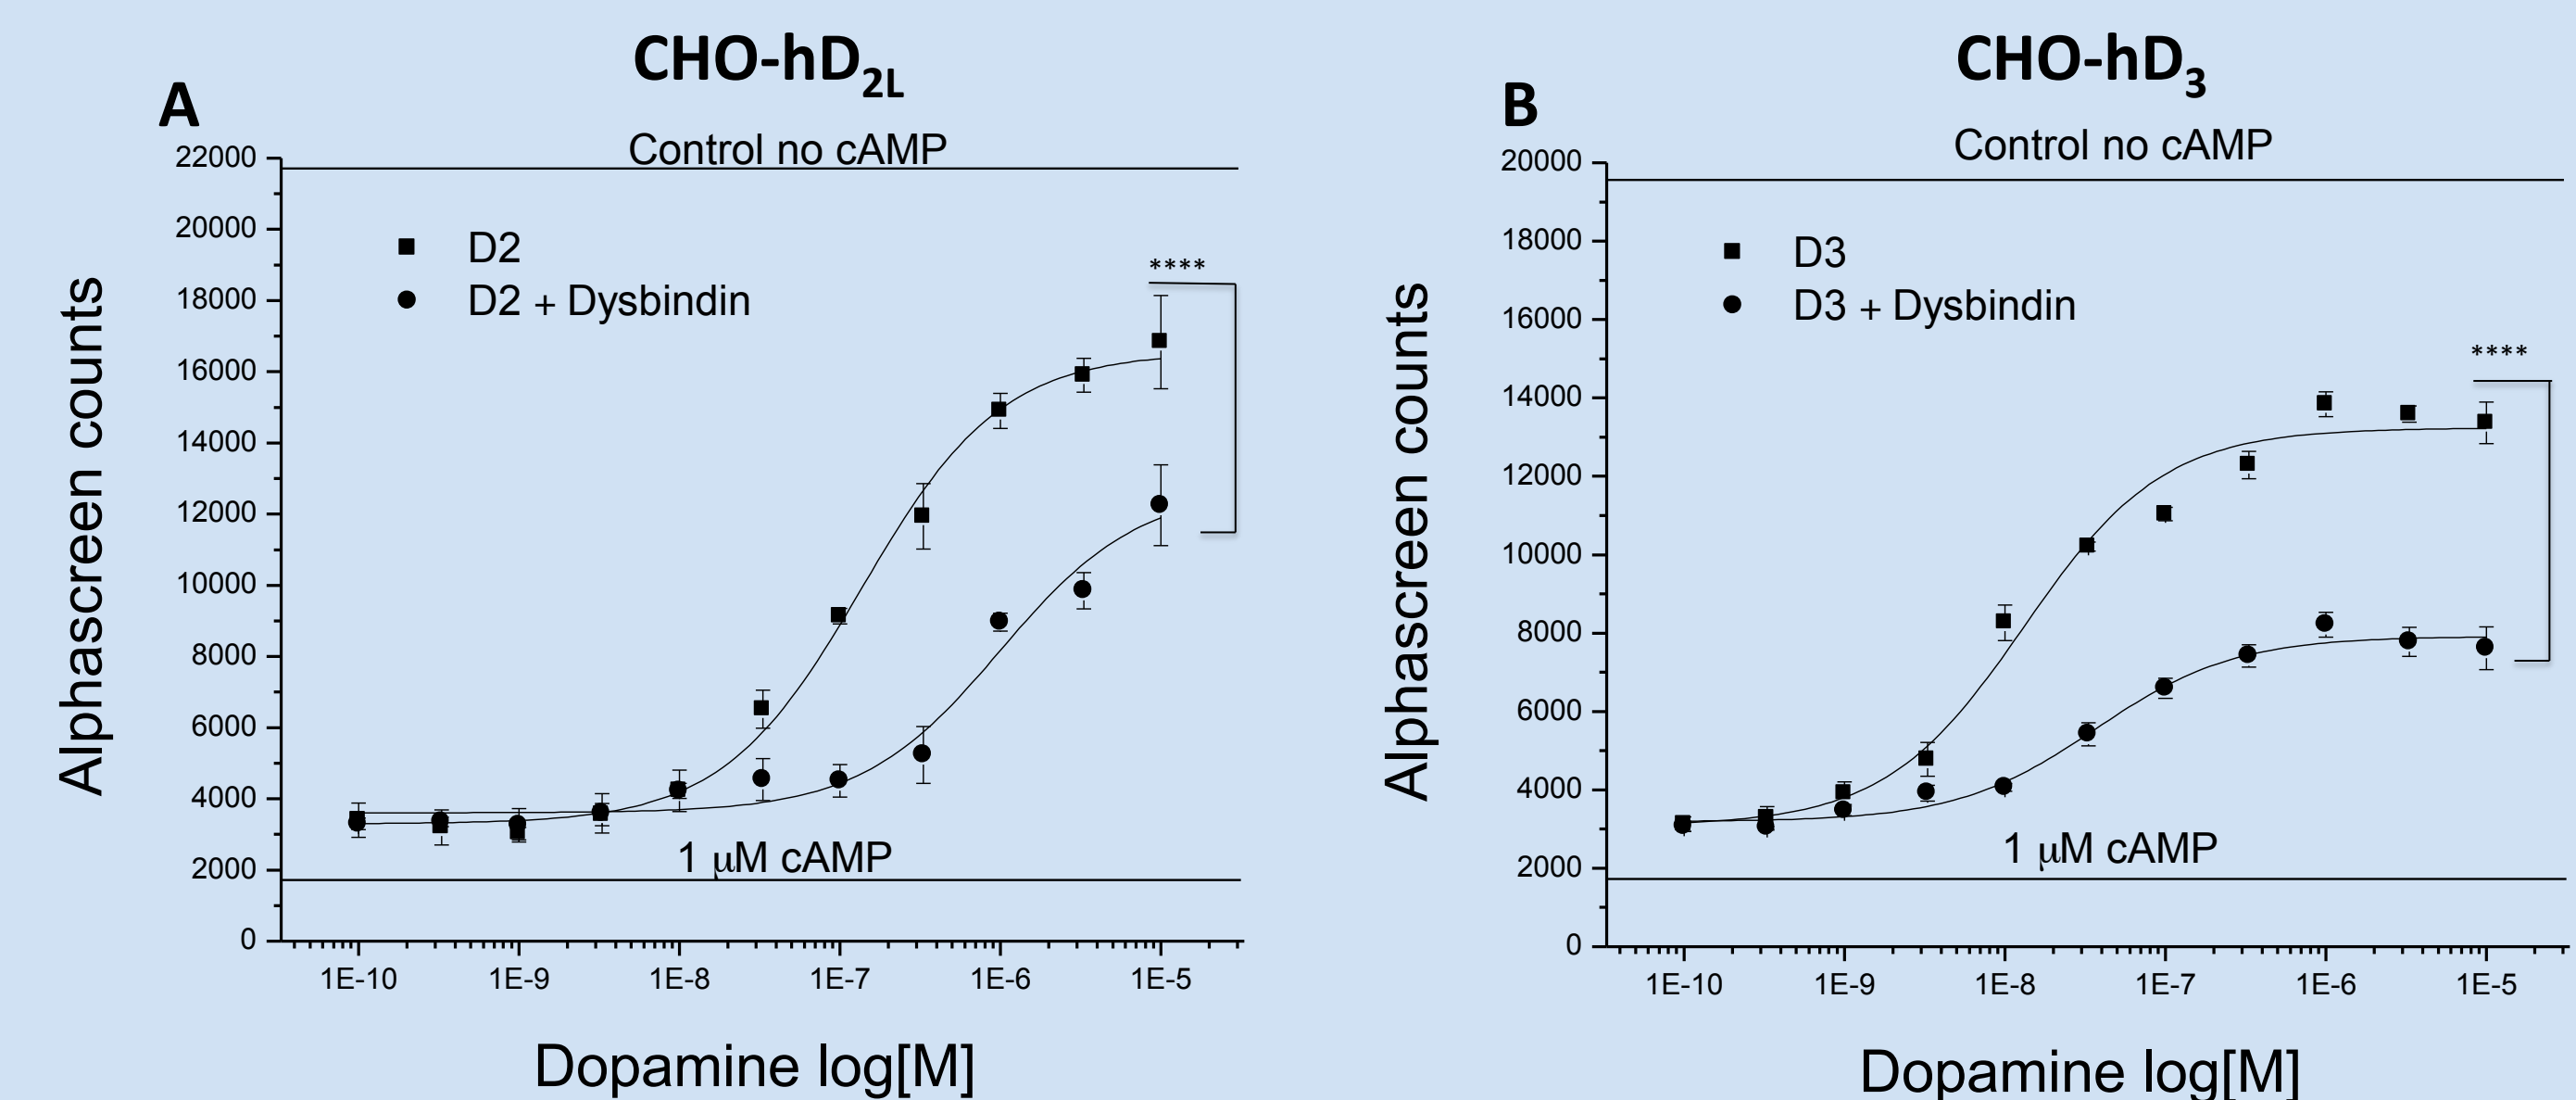 CHO-hD2L
A
Control no cAMP
22000
20000
18000
16000
14000
12000
10000
8000
6000
4000
2000
0
Alphascreen counts
D2
D2 + Dysbindin
****
1 µM cAMP
1E-10 1E-9 1E-8 1E-7 1E-6 1E-5
Dopamine log[M]
CHO-hD3
B
Control no cAMP
20000
18000
16000
14000
12000
10000
8000
6000
4000
2000
0
Alphascreen counts
D3
D3 + Dysbindin
****
1 µM cAMP
1E-10 1E-9 1E-8 1E-7 1E-6 1E-5
Dopamine log[M]